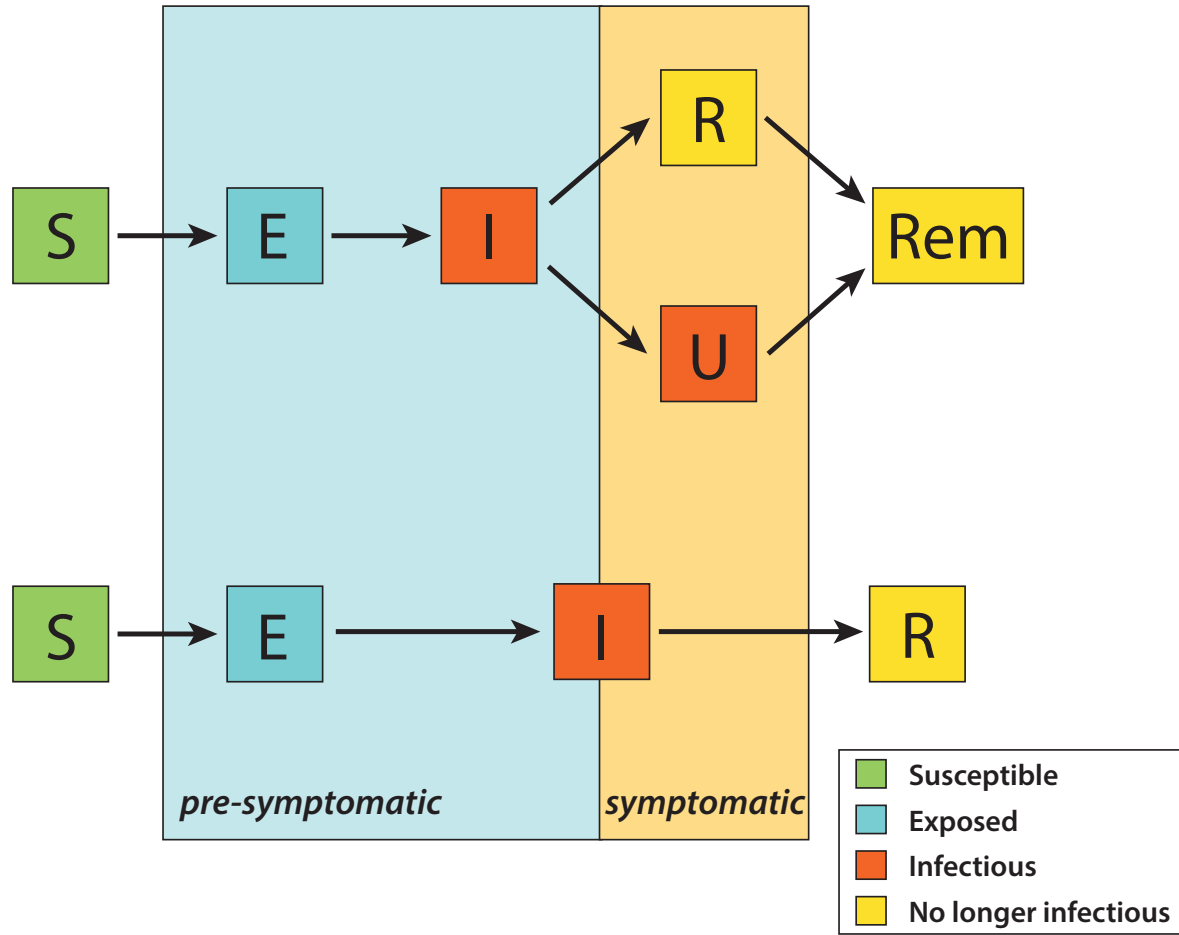 R
S
E
I
Rem
U
S
E
I
R
pre-symptomatic
symptomatic
Susceptible
Exposed
Infectious
No longer infectious